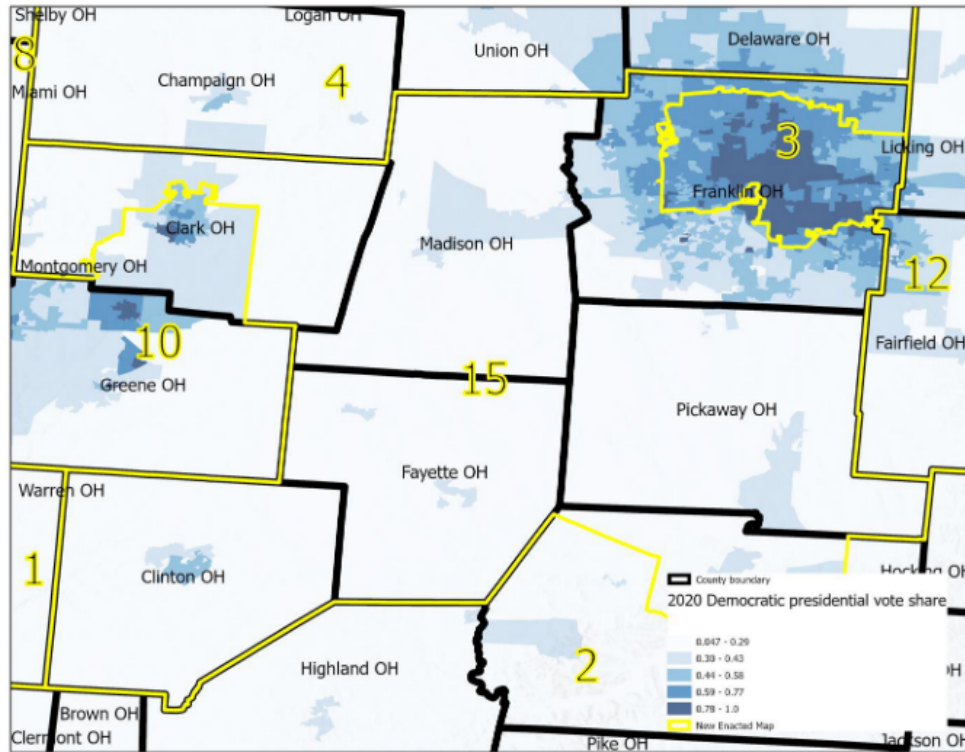 Shelby OH
Logan OH
Union OH
Delaware OH
8
Miami OH
Champaign OH
4
3
Licking OH
Franklin OH
Clark OH
Madison OH
Montgomery OH
12
10
Fairfield OH
Greene OH
15
Pickaway OH
Fayette OH
Warren OH
1
Clinton OH
Hocking OH
County boundary
2020 Democratic presidential vote share
0.047 - 0.29
0.30 - 0.43
0.44 - 0.58
0.59 - 0.77
0.78 - 1.0
New Enacted Map
Highland OH
2
OH
Brown OH
Clermont OH
Pike OH
Jackson OH